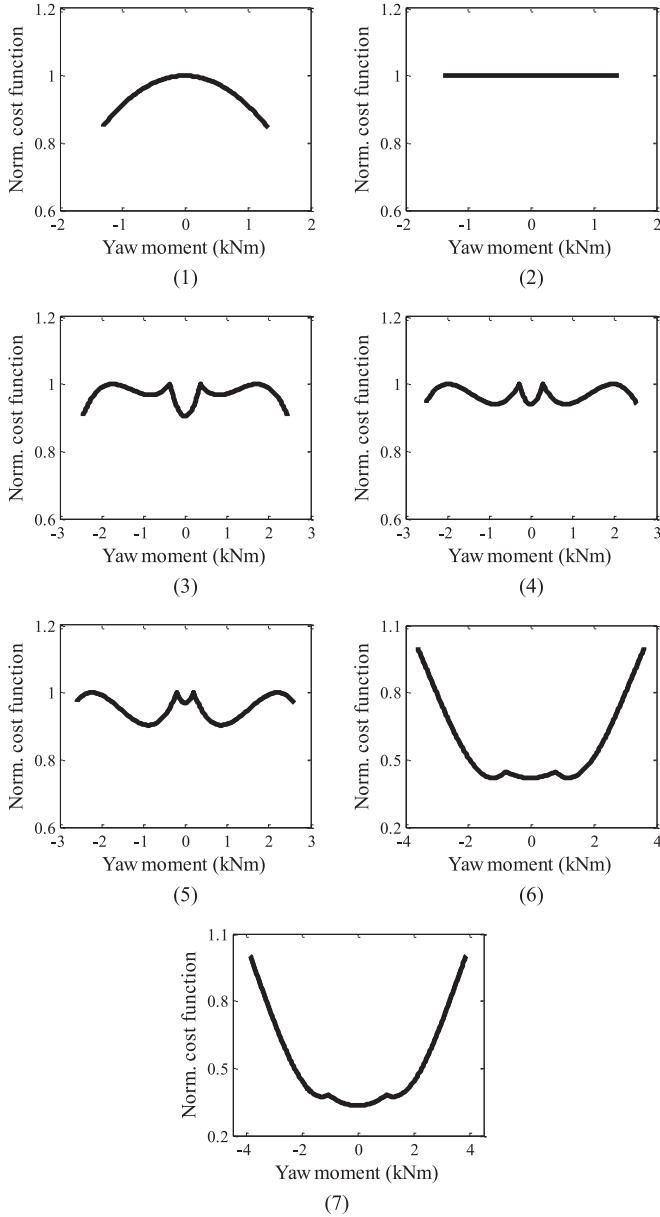 1.2
1
0.8
0.6
Norm. cost function
-2 -1 0 1 2
Yaw moment (kNm)
(1)
1.2
1
0.8
0.6
Norm. cost function
-2 -1 0 1 2
Yaw moment (kNm)
(2)
1.2
1
0.8
0.6
Norm. cost function
-3 -2 -1 0 1 2 3
Yaw moment (kNm)
(3)
1.2
1
0.8
0.6
Norm. cost function
-3 -2 -1 0 1 2 3
Yaw moment (kNm)
(4)
1.2
1
0.8
0.6
Norm. cost function
-3 -2 -1 0 1 2 3
Yaw moment (kNm)
(5)
1.1
0.8
0.5
0.2
Norm. cost function
-4 -2 0 2 4
Yaw moment (kNm)
(6)
1.1
0.8
0.5
0.2
Norm. cost function
-4 -2 0 2 4
Yaw moment (kNm)
(7)